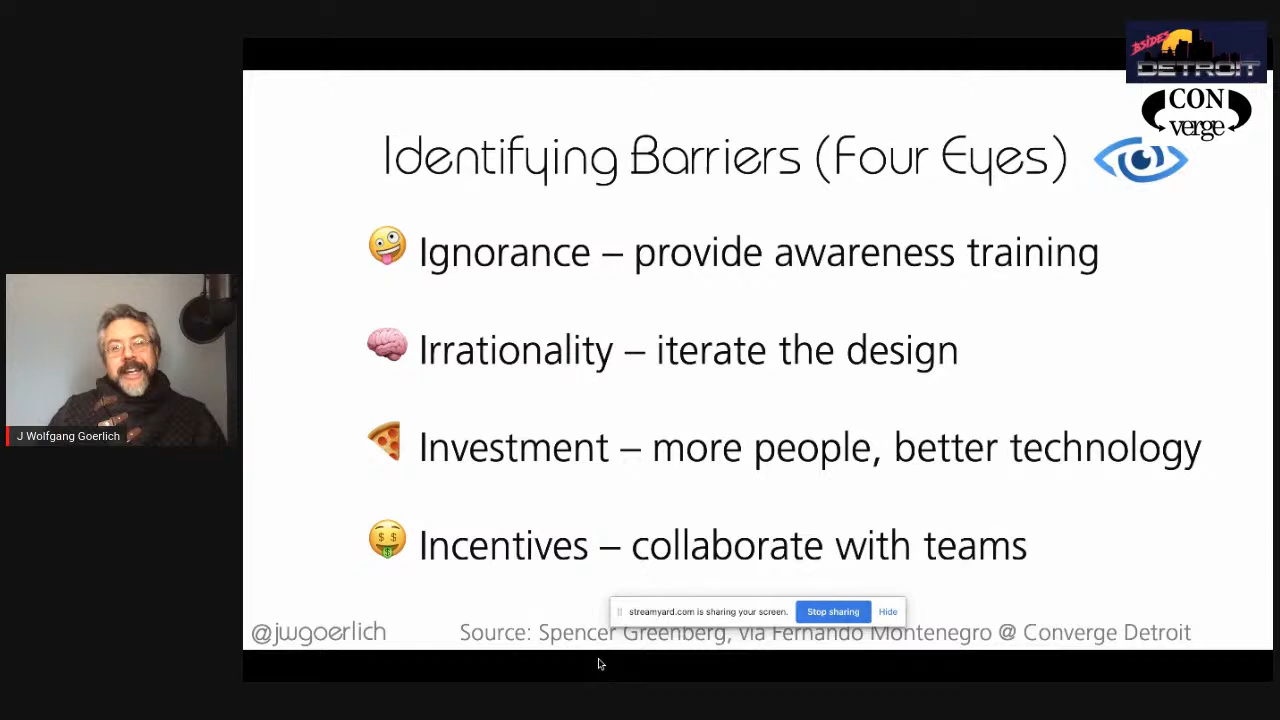 BSIDES
DETROIT
CON
verge
Identifying Barriers (Four Eyes)
Ignorance – provide awareness training
Irrationality – iterate the design
Investment – more people, better technology
Incentives – collaborate with teams
J Wolfgang Goerlich
streamyard.com is sharing your screen. Stop sharing Hide
@jwgoerlich Source: Spencer Greenberg, via Fernando Montenegro @ Converge Detroit